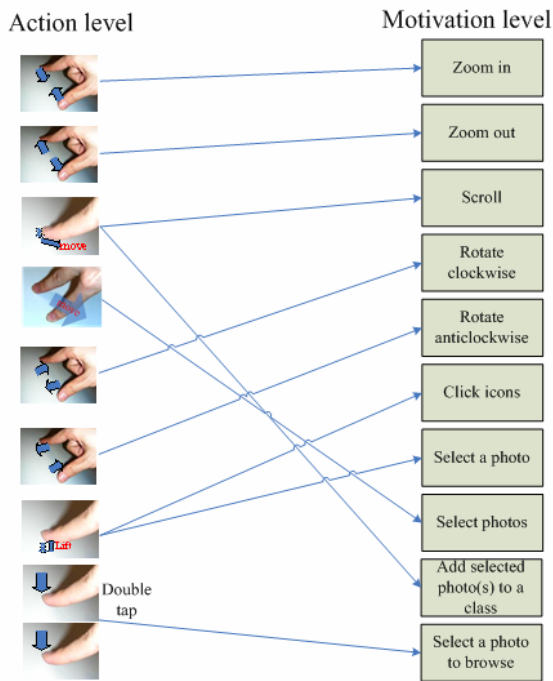 Action level
Motivation level
Zoom in
Zoom out
move
Scroll
move
Rotate
clockwise
Rotate
anticlockwise
Click icons
Select a photo
Lift
Select photos
Double
tap
Add selected
photo(s) to a
class
Select a photo
to browse